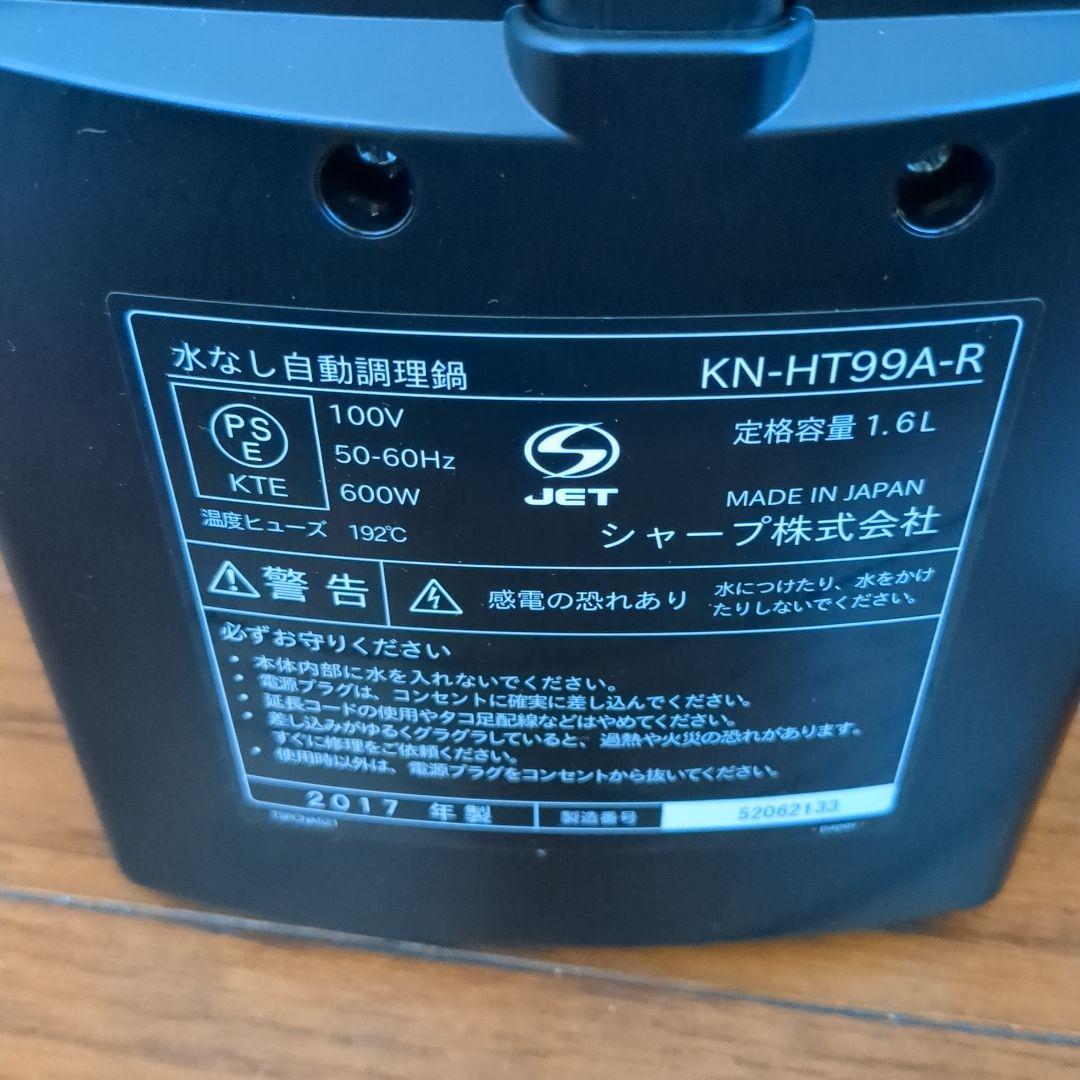 水なし自動調理鍋 KN-HT99A-R
PS
E
KTE
100V
50-60Hz
600W
JET
定格容量 1.6L
MADE IN JAPAN
温度ヒューズ 192℃
シャープ株式会社
警告
感電の恐れあり
水につけたり、水をかけ
たりしないでください。
必ずお守りください
・本体内部に水を入れないでください。
・電源プラグは、コンセントに確実に差し込んでください。
・延長コードの使用やタコ足配線などはやめてください。
・差し込みがゆるくグラグラしていると、過熱や火災の恐れがあります。
すぐに修理をご依頼ください。
・使用時以外は、電源プラグをコンセントから抜いてください。
2017 年製 製造番号 52062133